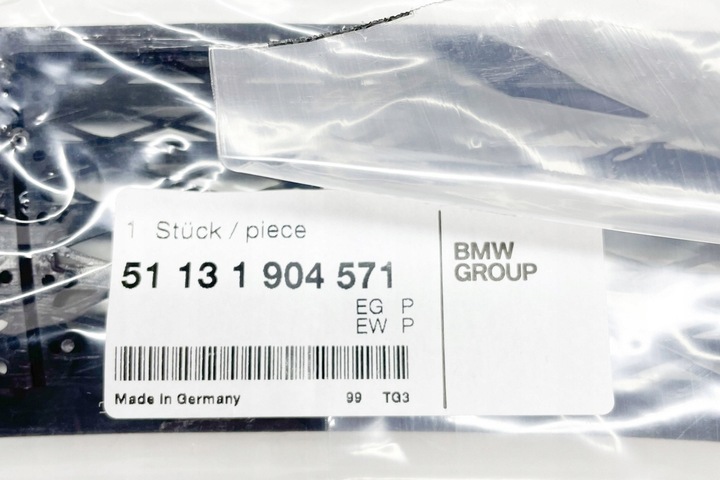 1 Stück / piece
51 13 1 904 571
EG P
EW P
Made In Germany 99 TG3
BMW
GROUP